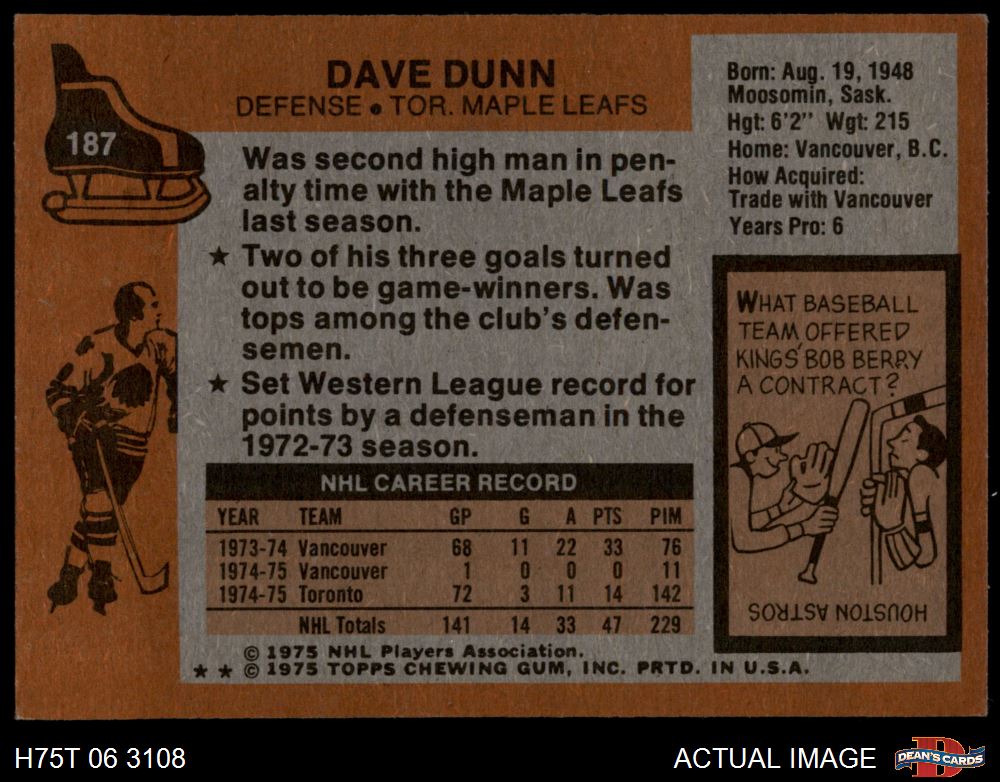 187
DAVE DUNN
DEFENSE • TOR. MAPLE LEAFS
Was second high man in pen-
alty time with the Maple Leafs
last season.
★ Two of his three goals turned
out to be game-winners. Was
tops among the club's defen-
semen.
★ Set Western League record for
points by a defenseman in the
1972-73 season.
Born: Aug. 19, 1948
Moosomin, Sask.
Hgt: 6'2" Wgt: 215
Home: Vancouver, B.C.
How Acquired:
Trade with Vancouver
Years Pro: 6
WHAT BASEBALL
TEAM OFFERED
KINGS' BOB BERRY
A CONTRACT?
HOUSTON ASTROS
NHL CAREER RECORD
YEAR TEAM GP G A PTS PIM
1973-74 Vancouver 68 11 22 33 76
1974-75 Vancouver 1 0 0 0 11
1974-75 Toronto 72 3 11 14 142
NHL Totals 141 14 33 47 229
© 1975 NHL Players Association.
★ ★ © 1975 TOPPS CHEWING GUM, INC. PRTD. IN U.S.A.
H75T 06 3108
ACTUAL IMAGE
D
DEAN'S CARDS